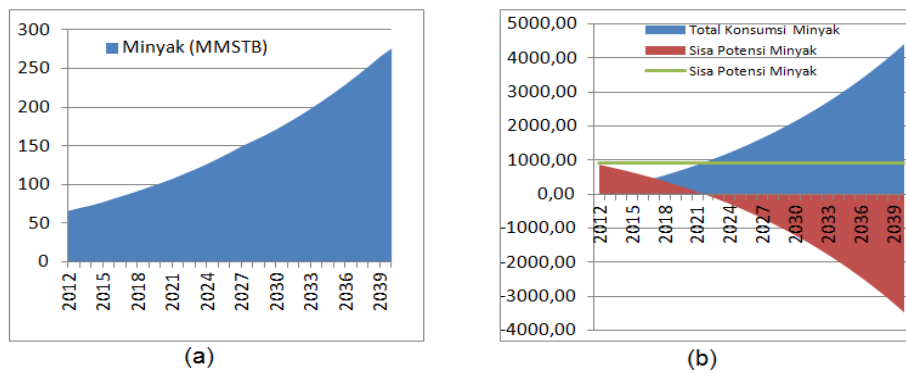 300
250
200
150
100
50
0
Minyak (MMSTB)
2012 2015 2018 2021 2024 2027 2030 2033 2036 2039
(a)
5000,00
4000,00
3000,00
2000,00
1000,00
0,00
-1000,00
-2000,00
-3000,00
-4000,00
Total Konsumsi Minyak
Sisa Potensi Minyak
Sisa Potensi Minyak
2012 2015 2018 2021 2024 2027 2030 2033 2036 2039
(b)